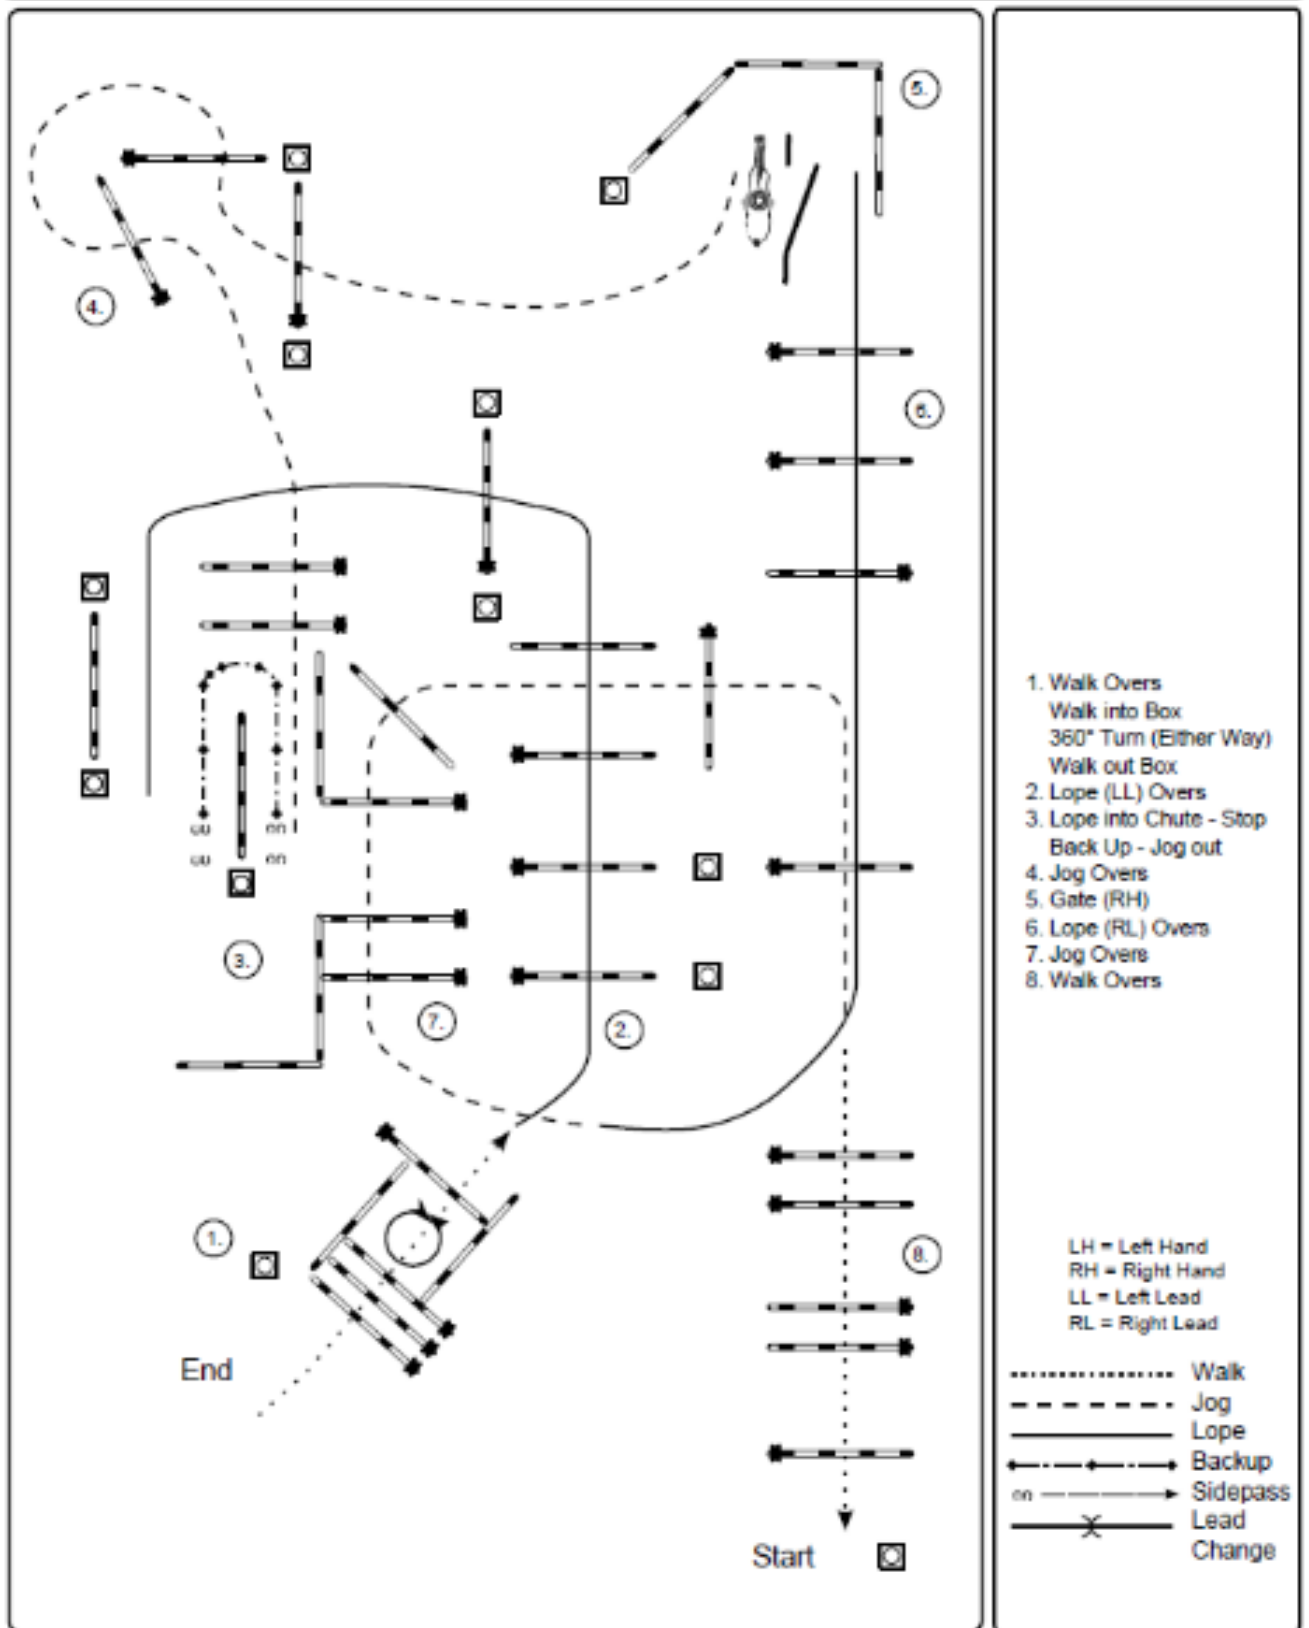 5.
4.
6.
3.
7.
2.
1.
8.
End
Start
1. Walk Overs
Walk into Box
360° Turn (Either Way)
Walk out Box
2. Lope (LL) Overs
3. Lope into Chute - Stop
Back Up - Jog out
4. Jog Overs
5. Gate (RH)
6. Lope (RL) Overs
7. Jog Overs
8. Walk Overs
LH = Left Hand
RH = Right Hand
LL = Left Lead
RL = Right Lead
Walk
Jog
Lope
Backup
Sidepass
Lead
Change